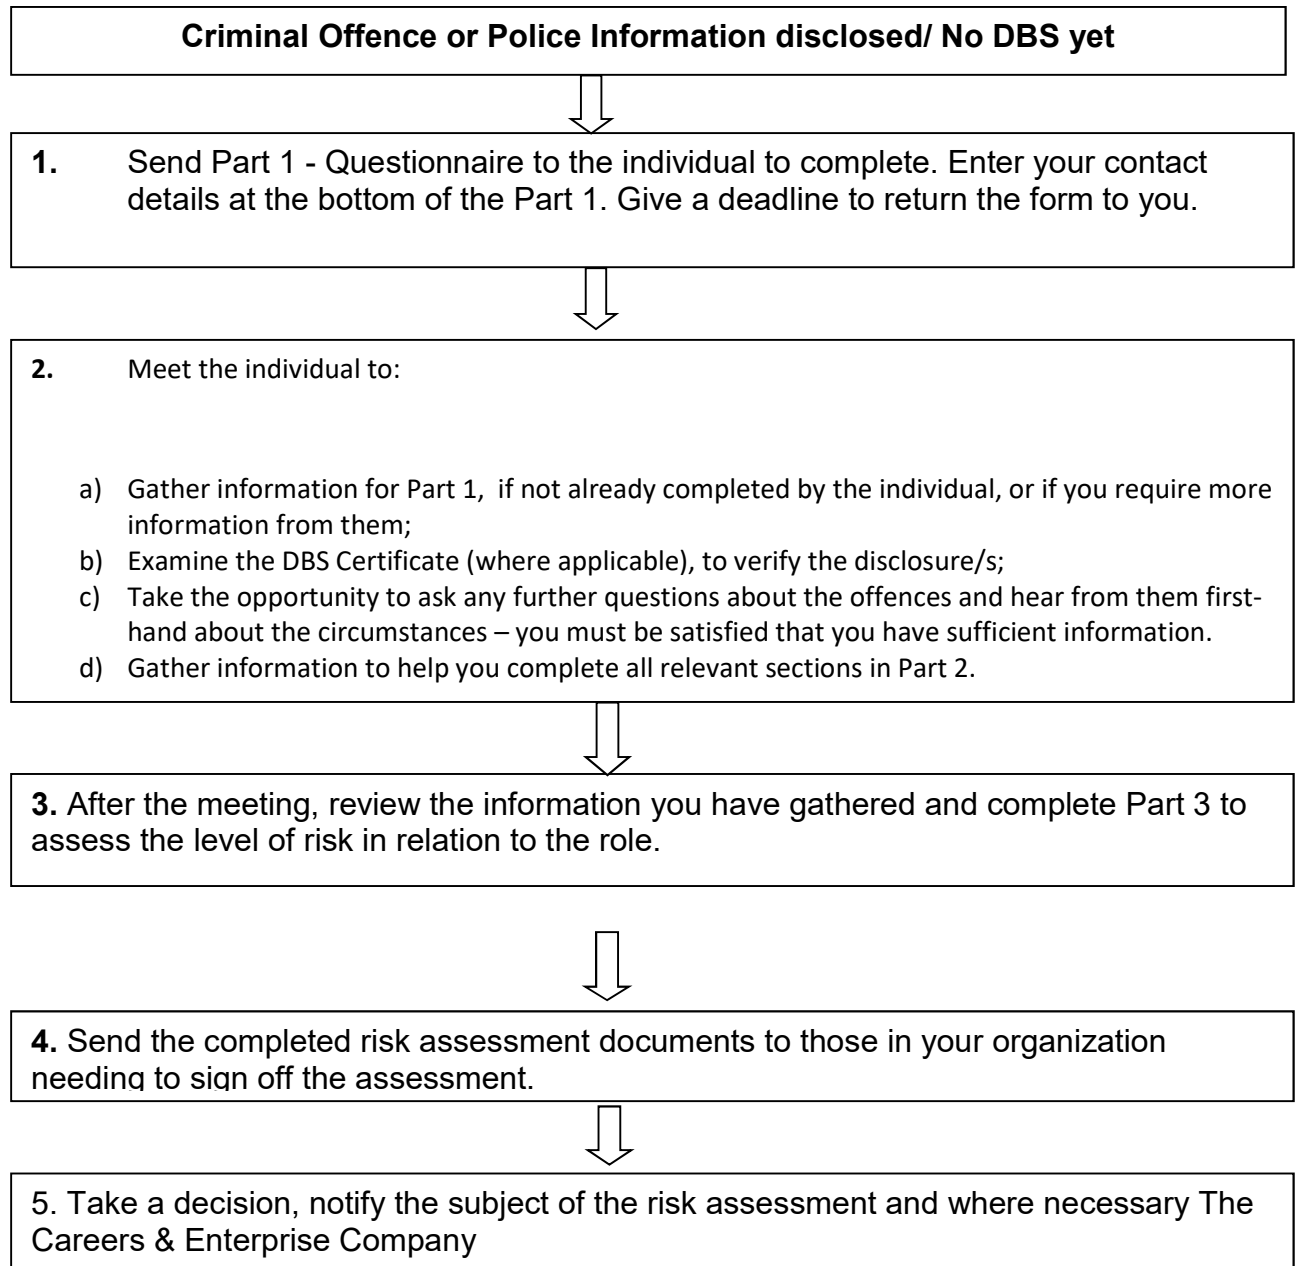 Criminal Offence or Police Information disclosed/ No DBS yet
1. Send Part 1 - Questionnaire to the individual to complete. Enter your contact
details at the bottom of the Part 1. Give a deadline to return the form to you.
2. Meet the individual to:
a) Gather information for Part 1, if not already completed by the individual, or if you require more
information from them;
b) Examine the DBS Certificate (where applicable), to verify the disclosure/s;
c) Take the opportunity to ask any further questions about the offences and hear from them first-
hand about the circumstances – you must be satisfied that you have sufficient information.
d) Gather information to help you complete all relevant sections in Part 2.
3. After the meeting, review the information you have gathered and complete Part 3 to
assess the level of risk in relation to the role.
4. Send the completed risk assessment documents to those in your organization
needing to sign off the assessment.
5. Take a decision, notify the subject of the risk assessment and where necessary The
Careers & Enterprise Company